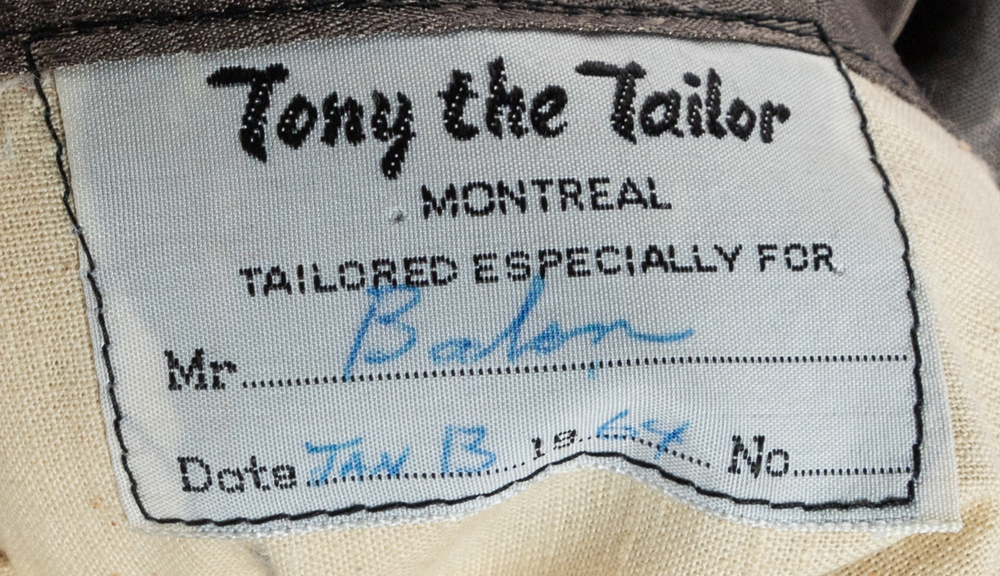 Tony the Tailor
MONTREAL
TAILORED ESPECIALLY FOR
Mr. Balon
Date JAN 13 19 64 No.